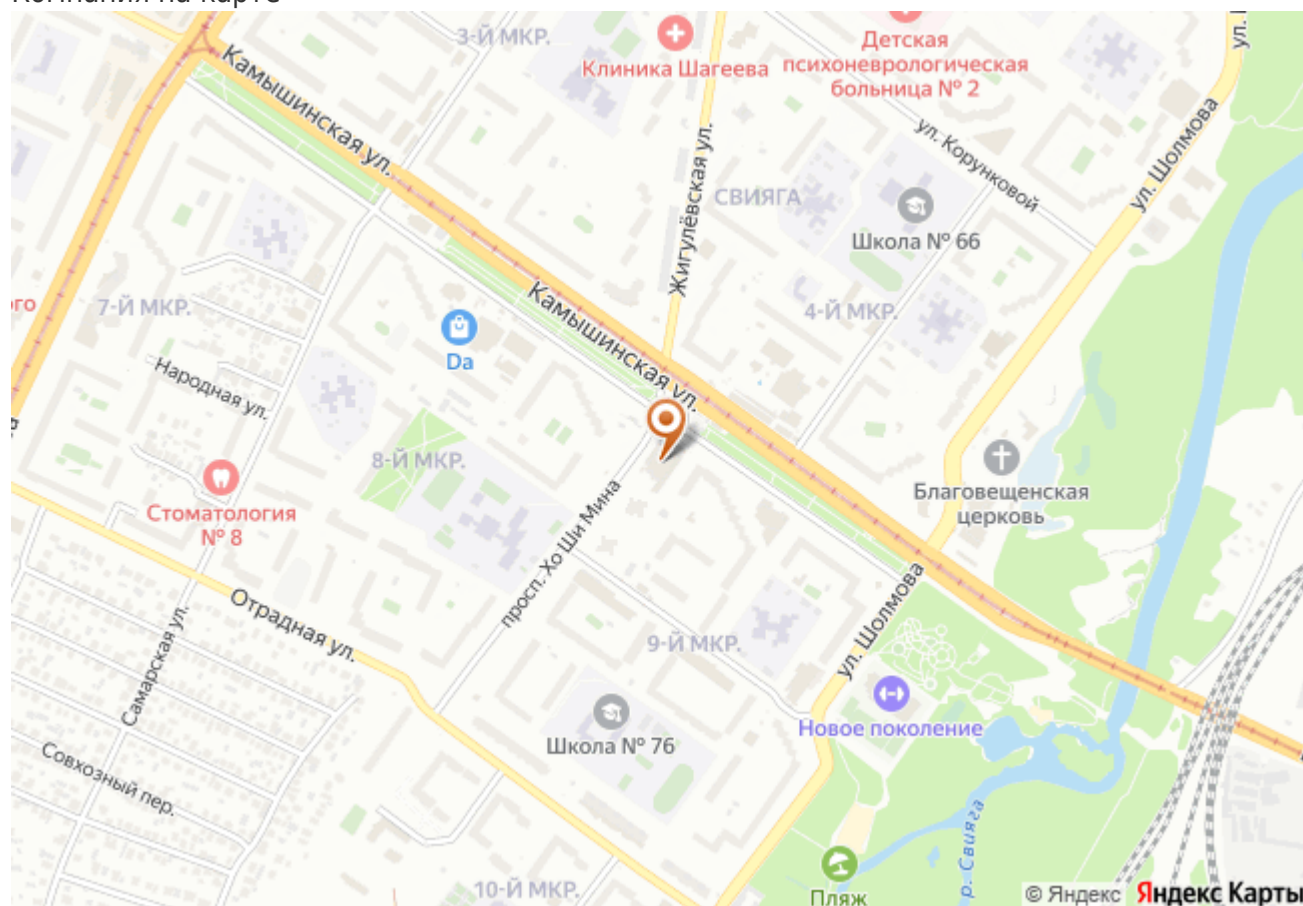 Компания на карте
3-Й МКР.
Клиника Шагеева
Детская
психоневрологическая
больница № 2
Камышинская ул.
Жигулёвская ул.
ул. Корунковой
ул. Шолмова
СВИЯГА
Школа № 66
7-Й МКР.
4-Й МКР.
Камышинская ул.
Da
Народная ул.
8-Й МКР.
Стоматология
№ 8
Благовещенская
церковь
просп. Хо Ши Мина
Отрадная ул.
Самарская ул.
9-Й МКР.
ул. Шолмова
Новое поколение
Школа № 76
Совхозный пер.
р. Свияга
10-Й МКР.
Пляж
© Яндекс Яндекс Карты